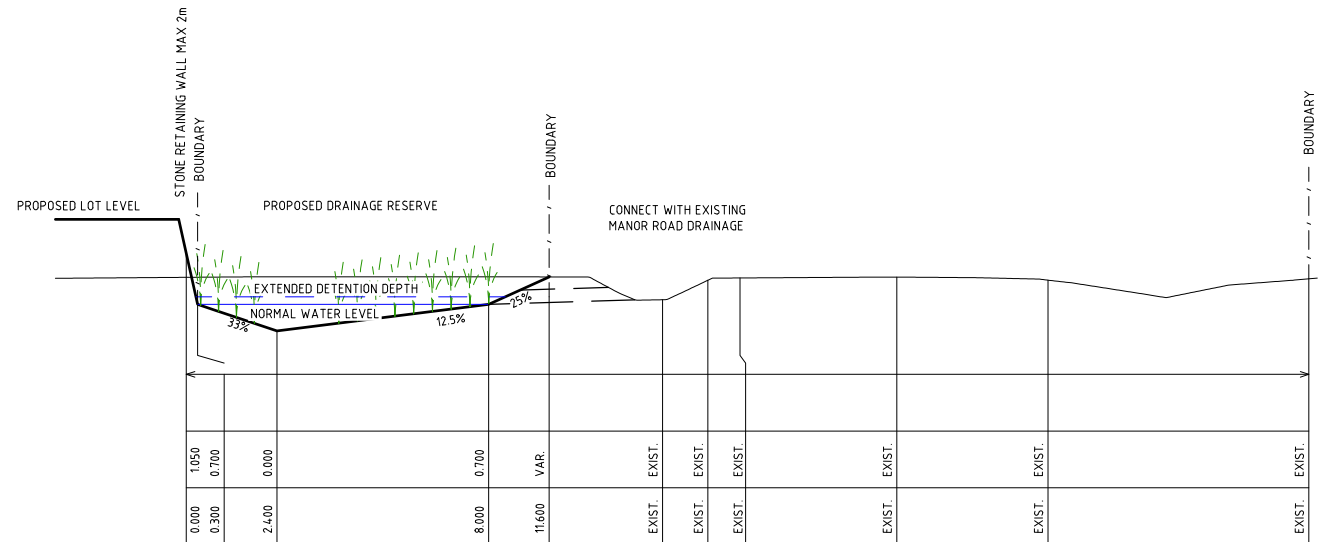 STONE RETAINING WALL MAX 2m
BOUNDARY
BOUNDARY
BOUNDARY
PROPOSED LOT LEVEL
PROPOSED DRAINAGE RESERVE
CONNECT WITH EXISTING
MANOR ROAD DRAINAGE
EXTENDED DETENTION DEPTH
NORMAL WATER LEVEL
33%
12.5%
25%
1.050
0.700
0.000
0.700
VAR.
EXIST.
EXIST.
EXIST.
EXIST.
EXIST.
EXIST.
0.000
0.300
2.400
8.000
11.600
EXIST.
EXIST.
EXIST.
EXIST.
EXIST.
EXIST.